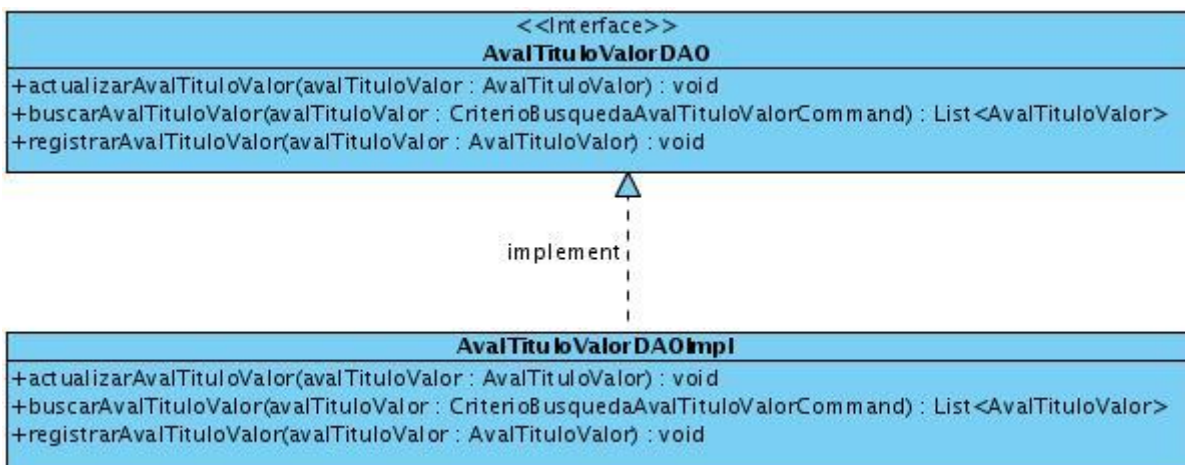 <<Interface>>
AvalTituloValorDAO
+actualizarAvalTituloValor(avalTituloValor : AvalTituloValor) : void
+buscarAvalTituloValor(avalTituloValor : CriterioBusquedaAvalTituloValorCommand) : List<AvalTituloValor>
+registrarAvalTituloValor(avalTituloValor : AvalTituloValor) : void
implement
AvalTituloValorDAOImpl
+actualizarAvalTituloValor(avalTituloValor : AvalTituloValor) : void
+buscarAvalTituloValor(avalTituloValor : CriterioBusquedaAvalTituloValorCommand) : List<AvalTituloValor>
+registrarAvalTituloValor(avalTituloValor : AvalTituloValor) : void